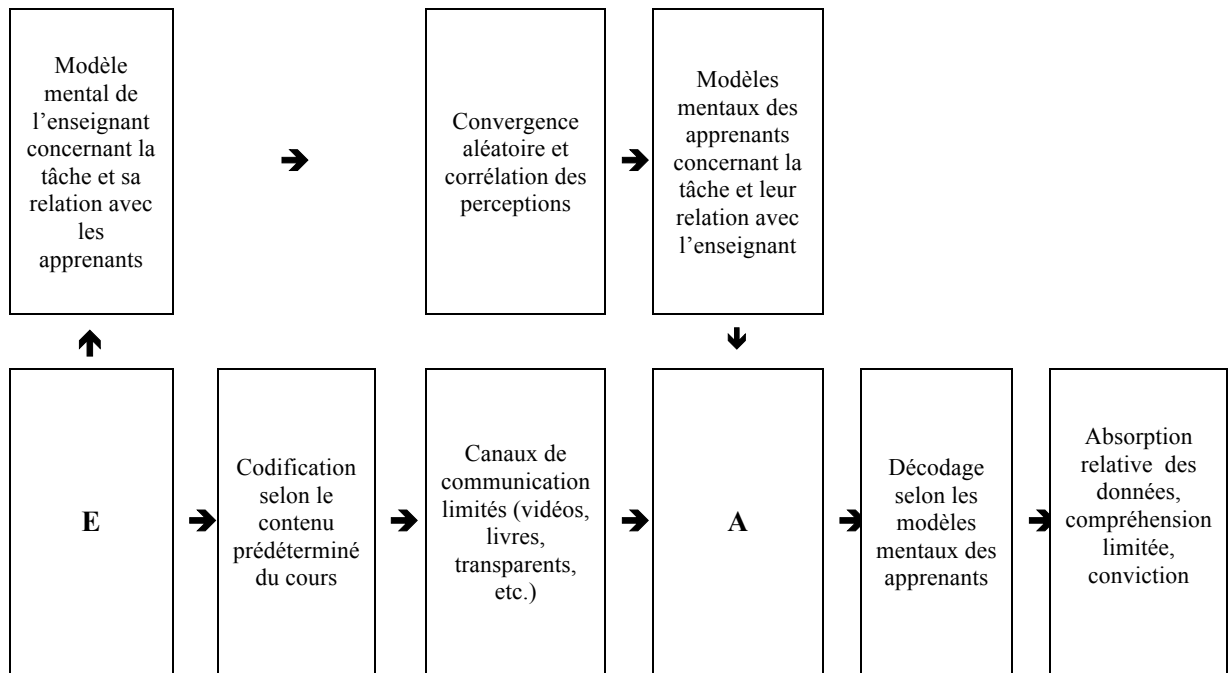 Modèle
mental de
l’enseignant
concernant la
tâche et sa
relation avec
les
apprenants
Convergence
aléatoire et
corrélation des
perceptions
Modèles
mentaux des
apprenants
concernant la
tâche et leur
relation avec
l’enseignant
E
Codification
selon le
contenu
prédéterminé
du cours
Canaux de
communication
limités (vidéos,
livres,
transparents,
etc.)
A
Décodage
selon les
modèles
mentaux des
apprenants
Absorption
relative des
données,
compréhension
limitée,
conviction